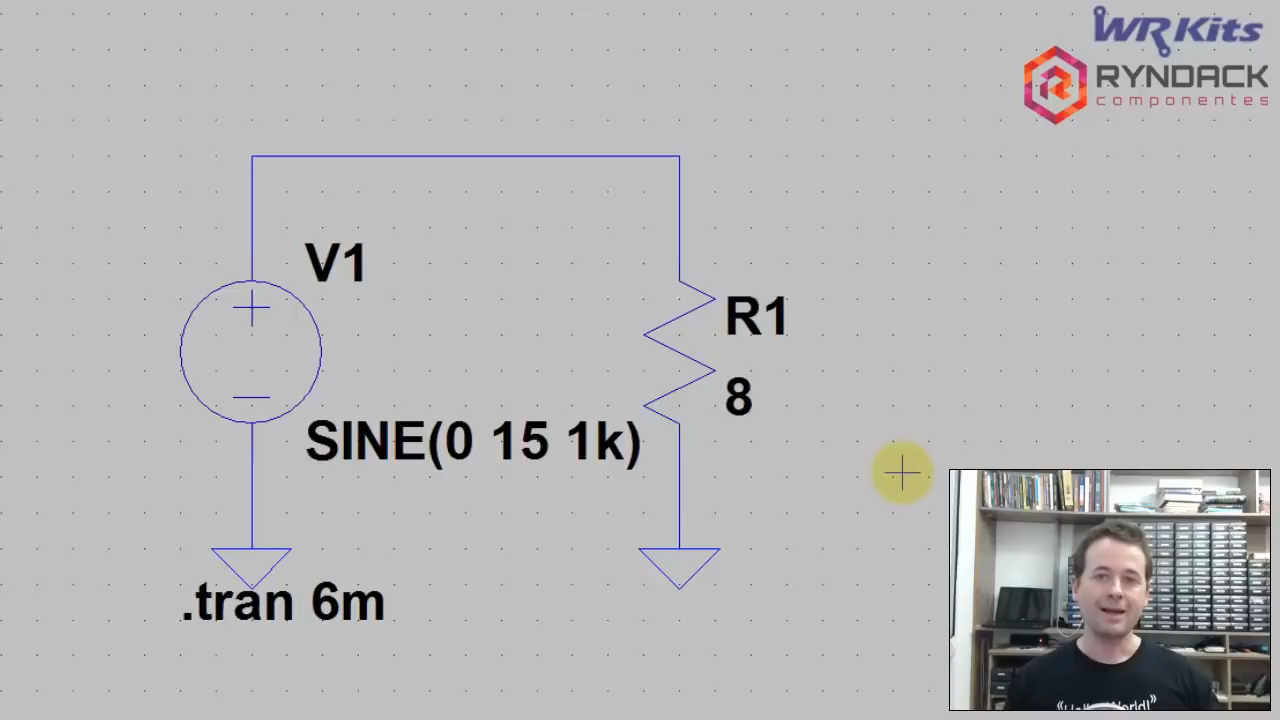 WR Kits
RYNDACK
componentes
V1
R1
8
SINE(0 15 1k)
.tran 6m